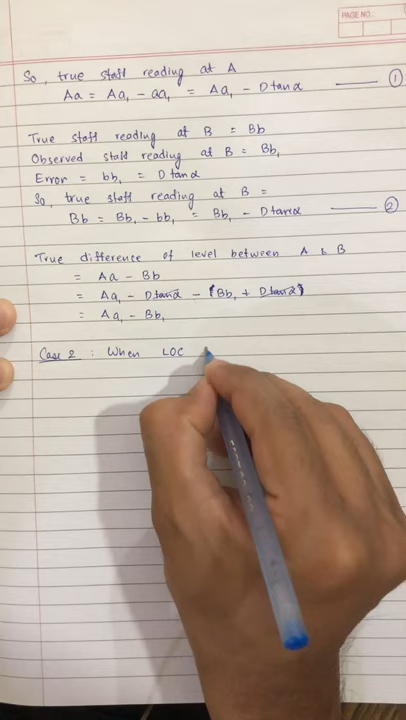 PAGE NO.:
So, true staff reading at A
Aa = Aa₁ - aa₁ = Aa₁ - D tan α ——— ①
True staff reading at B = Bb
Observed staff reading at B = Bb₁
Error = bb₁ = D tan α
So, true staff reading at B =
Bb = Bb₁ - bb₁ = Bb₁ - D tan α ——— ②
True difference of level between A & B
= Aa - Bb
= Aa₁ - D tan α - (Bb₁ + D tan α)
= Aa₁ - Bb₁
Case 2 : When LOC